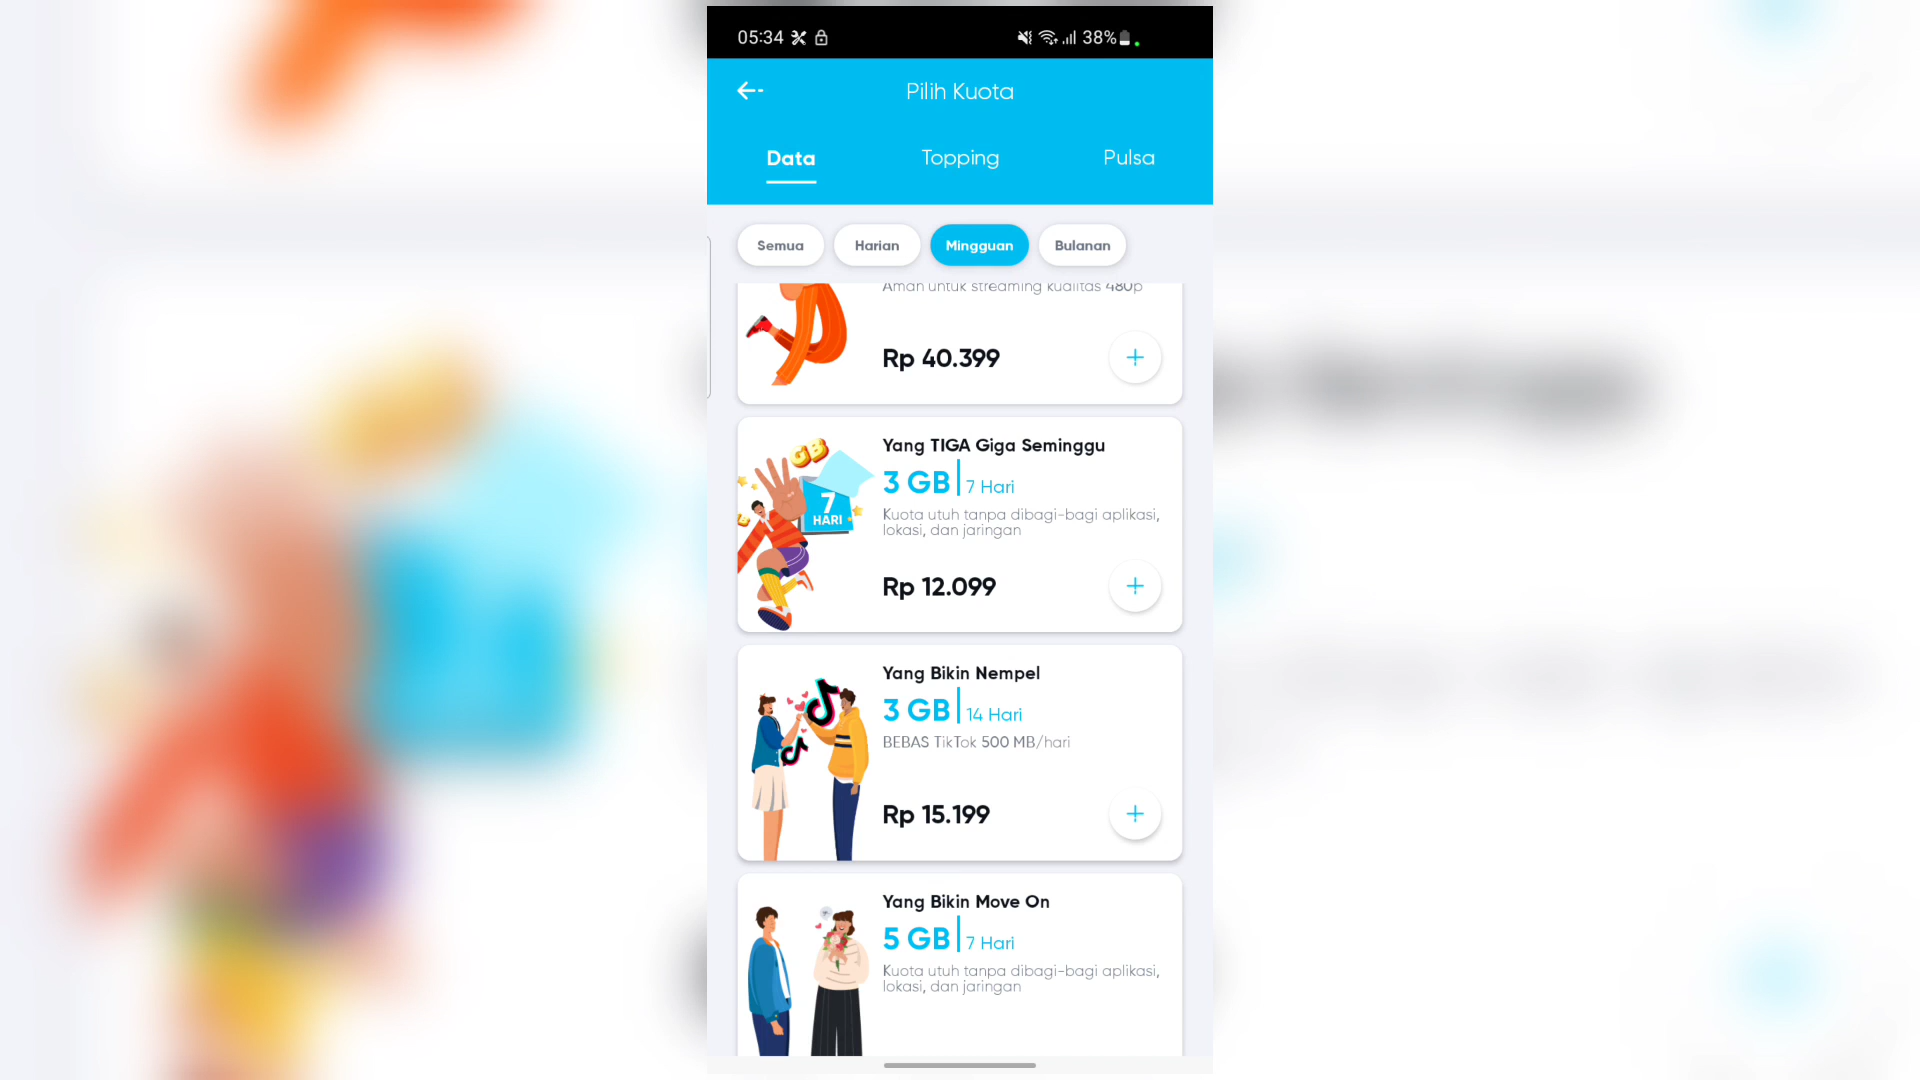 05:34
38%
Pilih Kuota
Data
Topping
Pulsa
Semua
Harian
Mingguan
Bulanan
Aman untuk streaming kualitas 480p
Rp 40.399
GB
7
HARI
Yang TIGA Giga Seminggu
3 GB
7 Hari
Kuota utuh tanpa dibagi-bagi aplikasi,
lokasi, dan jaringan
Rp 12.099
Yang Bikin Nempel
3 GB
14 Hari
BEBAS TikTok 500 MB/hari
Rp 15.199
Yang Bikin Move On
5 GB
7 Hari
Kuota utuh tanpa dibagi-bagi aplikasi,
lokasi, dan jaringan